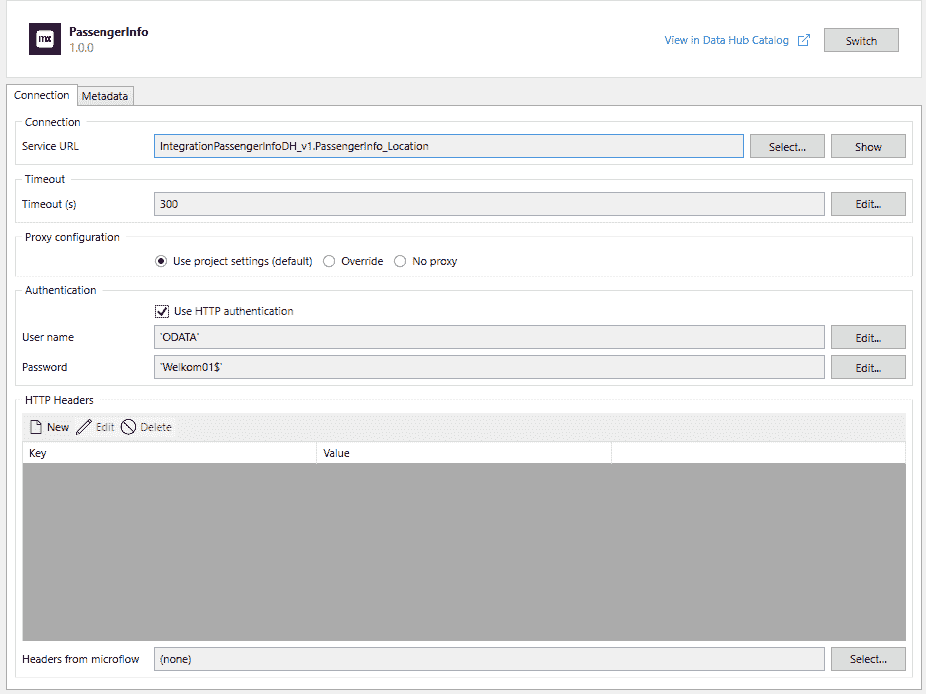 mx
PassengerInfo
1.0.0
View in Data Hub Catalog
Switch
Connection
Metadata
Connection
Service URL
IntegrationPassengerInfoDH_v1.PassengerInfo_Location
Select...
Show
Timeout
Timeout (s)
300
Edit...
Proxy configuration
Use project settings (default)
Override
No proxy
Authentication
Use HTTP authentication
User name
'ODATA'
Edit...
Password
'Welkom01$'
Edit...
HTTP Headers
New
Edit
Delete
Key
Value
Headers from microflow
(none)
Select...